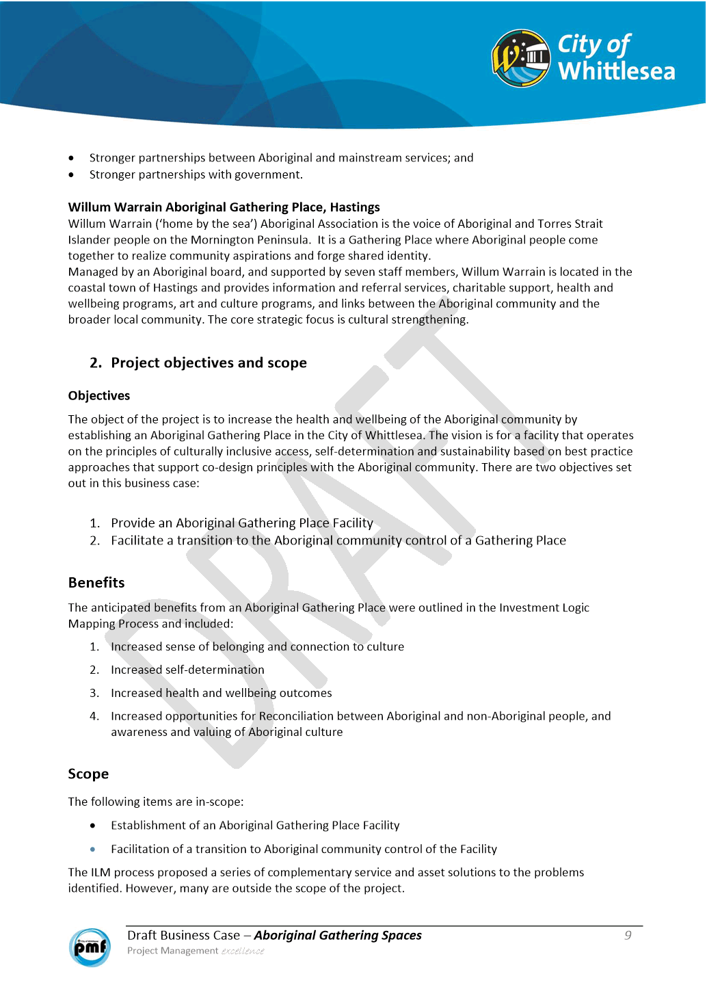 City of
Whittlesea
• Stronger partnerships between Aboriginal and mainstream services; and
• Stronger partnerships with government.
Willum Warrain Aboriginal Gathering Place, Hastings
Willum Warrain (‘home by the sea’) Aboriginal Association is the voice of Aboriginal and Torres Strait
Islander people on the Mornington Peninsula.  It is a Gathering Place where Aboriginal people come
together to realize community aspirations and forge shared identity.
Managed by an Aboriginal board, and supported by seven staff members, Willum Warrain is located in the
coastal town of Hastings and provides information and referral services, charitable support, health and
wellbeing programs, art and culture programs, and links between the Aboriginal community and the
broader local community. The core strategic focus is cultural strengthening.
2. Project objectives and scope
Objectives
The object of the project is to increase the health and wellbeing of the Aboriginal community by
establishing an Aboriginal Gathering Place in the City of Whittlesea. The vision is for a facility that operates
on the principles of culturally inclusive access, self-determination and sustainability based on best practice
approaches that support co-design principles with the Aboriginal community. There are two objectives set
out in this business case:
1. Provide an Aboriginal Gathering Place Facility
2. Facilitate a transition to the Aboriginal community control of a Gathering Place
Benefits
The anticipated benefits from an Aboriginal Gathering Place were outlined in the Investment Logic
Mapping Process and included:
1. Increased sense of belonging and connection to culture
2. Increased self-determination
3. Increased health and wellbeing outcomes
4. Increased opportunities for Reconciliation between Aboriginal and non-Aboriginal people, and
awareness and valuing of Aboriginal culture
Scope
The following items are in-scope:
• Establishment of an Aboriginal Gathering Place Facility
• Facilitation of a transition to Aboriginal community control of the Facility
The ILM process proposed a series of complementary service and asset solutions to the problems
identified. However, many are outside the scope of the project.
DRAFT
pmf
Draft Business Case – Aboriginal Gathering Spaces 9
Project Management excellence